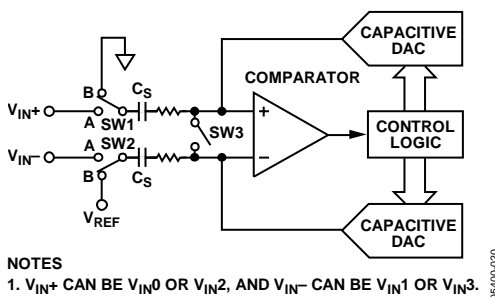 CAPACITIVE
DAC
COMPARATOR
B
CS
VIN+
A
SW1
+
CONTROL
LOGIC
SW3
VIN–
A
SW2
–
B
CS
VREF
CAPACITIVE
DAC
NOTES
1. VIN+ CAN BE VIN0 OR VIN2, AND VIN– CAN BE VIN1 OR VIN3.